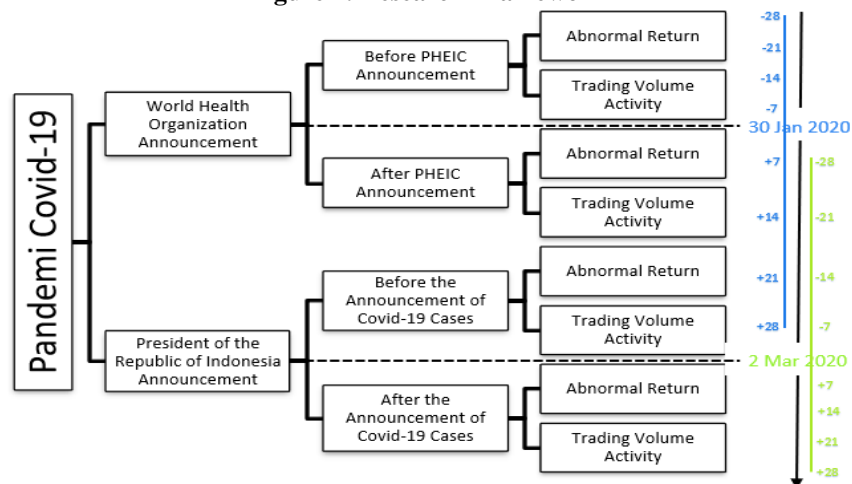 Pandemi Covid-19
World Health
Organization
Announcement
President of the
Republic of Indonesia
Announcement
Before PHEIC
Announcement
After PHEIC
Announcement
Before the
Announcement of
Covid-19 Cases
After the
Announcement of
Covid-19 Cases
Abnormal Return
Trading Volume
Activity
Abnormal Return
Trading Volume
Activity
Abnormal Return
Trading Volume
Activity
Abnormal Return
Trading Volume
Activity
-28
-21
-14
-7
30 Jan 2020
+7
+14
+21
+28
-28
-21
-14
-7
2 Mar 2020
+7
+14
+21
+28